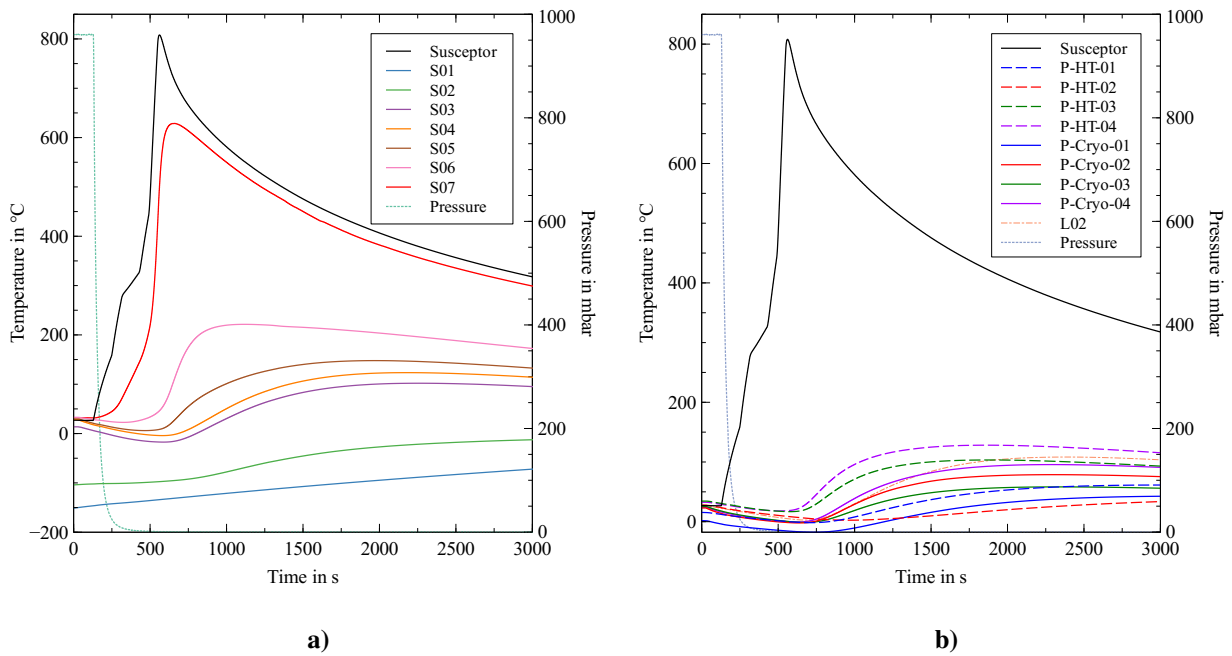 1000
800
600
400
200
0
−200
800
600
400
200
0
0
500
1000
1500
2000
2500
3000
Temperature in °C
Pressure in mbar
Time in s
Susceptor
S01
S02
S03
S04
S05
S06
S07
Pressure
a)
1000
800
600
400
200
0
800
600
400
200
0
0
500
1000
1500
2000
2500
3000
Temperature in °C
Pressure in mbar
Time in s
Susceptor
P-HT-01
P-HT-02
P-HT-03
P-HT-04
P-Cryo-01
P-Cryo-02
P-Cryo-03
P-Cryo-04
L02
Pressure
b)